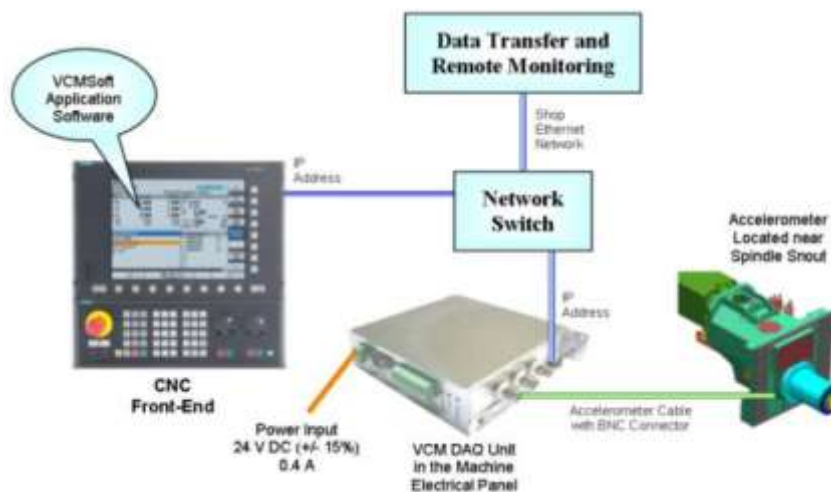 Data Transfer and
Remote Monitoring
VCMSoft
Application
Software
Shop
Ethernet
Network
IP
Address
Network
Switch
Accelerometer
Located near
Spindle Snout
IP
Address
CNC
Front-End
Power Input
24 V DC (+/- 15%)
0.4 A
VCM DAQ Unit
in the Machine
Electrical Panel
Accelerometer Cable
with BNC Connector